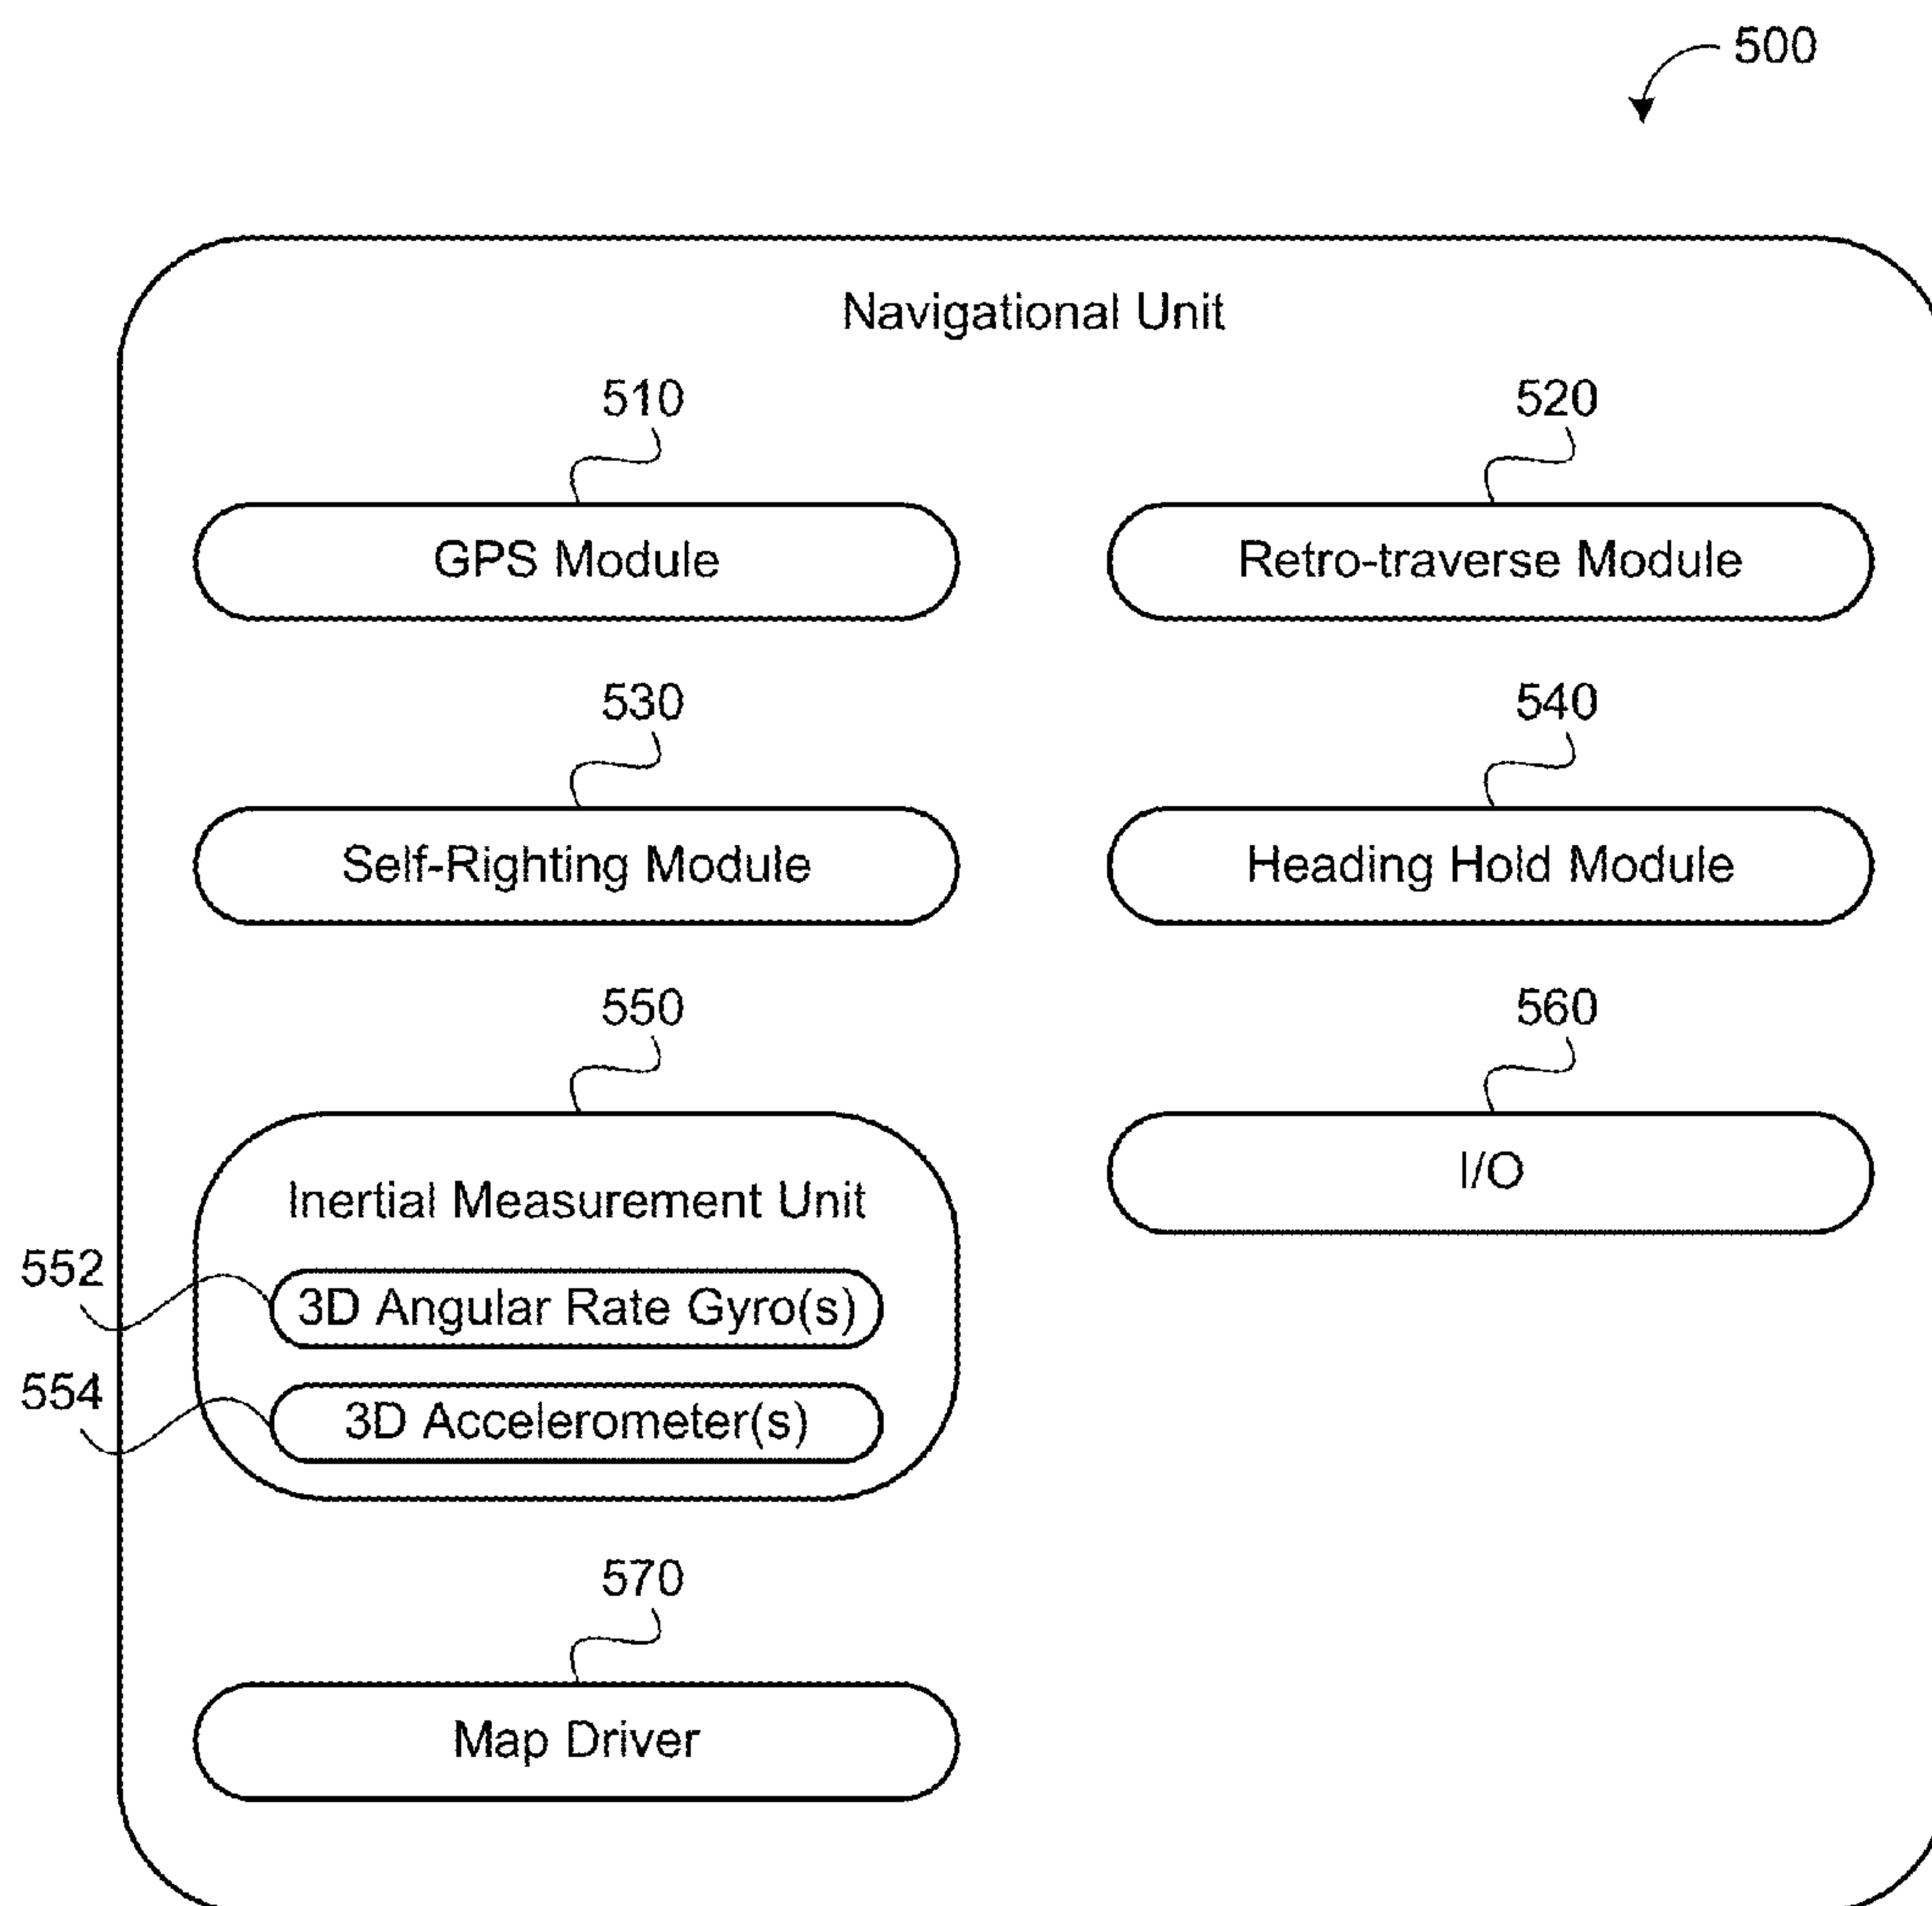 500
Navigational Unit
510
520
GPS Module
Retro-traverse Module
530
540
Self-Righting Module
Heading Hold Module
550
560
Inertial Measurement Unit
I/O
552
3D Angular Rate Gyro(s)
554
3D Accelerometer(s)
570
Map Driver